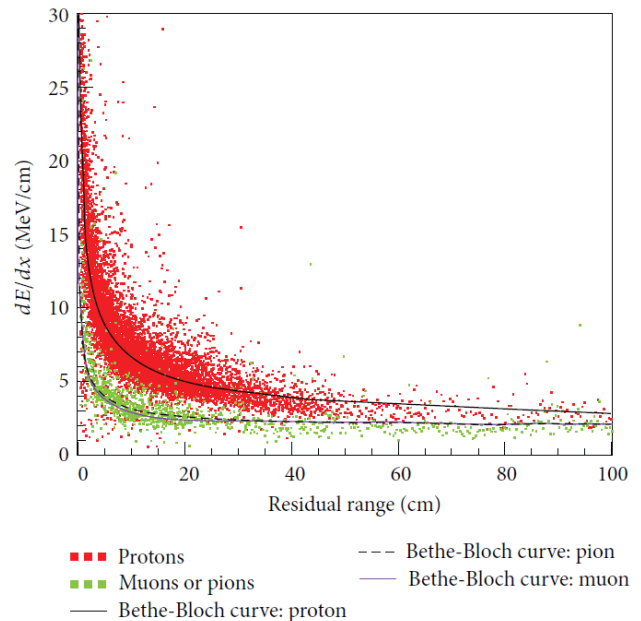 30
25
20
15
10
5
0
dE/dx (MeV/cm)
0 20 40 60 80 100
Residual range (cm)
Protons
Muons or pions
Bethe-Bloch curve: proton
Bethe-Bloch curve: pion
Bethe-Bloch curve: muon